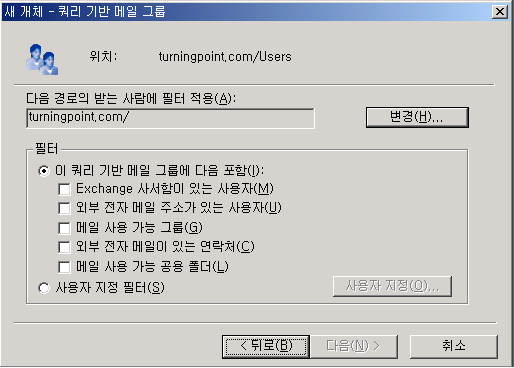 새 개체 - 쿼리 기반 메일 그룹
위치: turningpoint.com/Users
다음 경로의 받는 사람에 필터 적용(A):
turningpoint.com/
변경(H)...
필터
이 쿼리 기반 메일 그룹에 다음 포함(I):
Exchange 사서함이 있는 사용자(M)
외부 전자 메일 주소가 있는 사용자(U)
메일 사용 가능 그룹(G)
외부 전자 메일이 있는 연락처(C)
메일 사용 가능 공용 폴더(L)
사용자 지정 필터(S)
사용자 지정(O)...
< 뒤로(B) 다음(N) > 취소